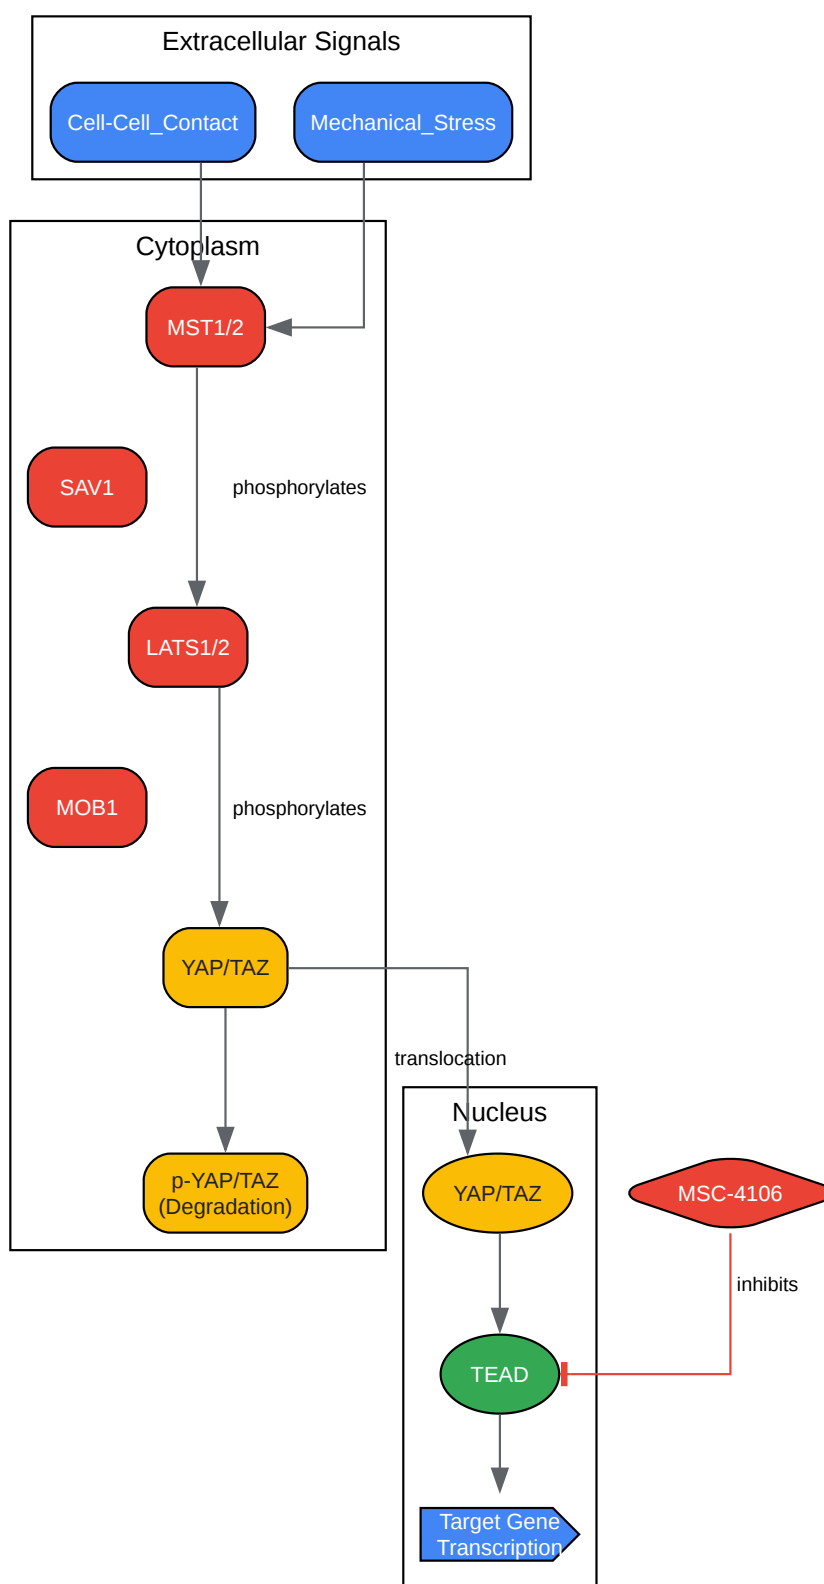 Extracellular Signals
Cell-Cell_Contact
Mechanical_Stress
Cytoplasm
MST1/2
SAV1
phosphorylates
LATS1/2
MOB1
phosphorylates
YAP/TAZ
translocation
Nucleus
p-YAP/TAZ
(Degradation)
YAP/TAZ
MSC-4106
inhibits
TEAD
Target Gene
Transcription